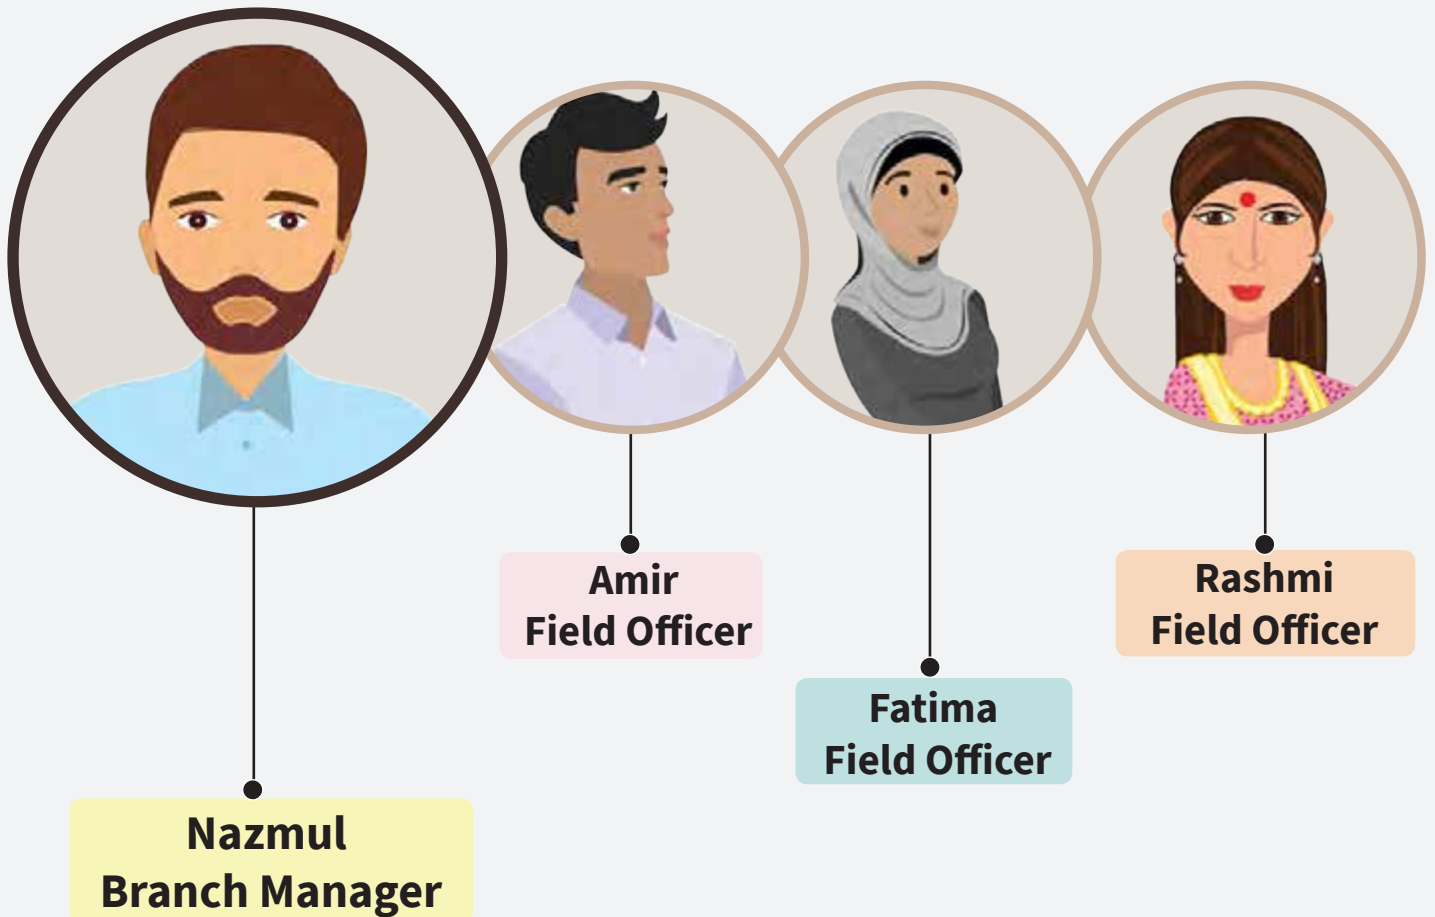 Amir
Field Officer
Rashmi
Field Officer
Fatima
Field Officer
Nazmul
Branch Manager